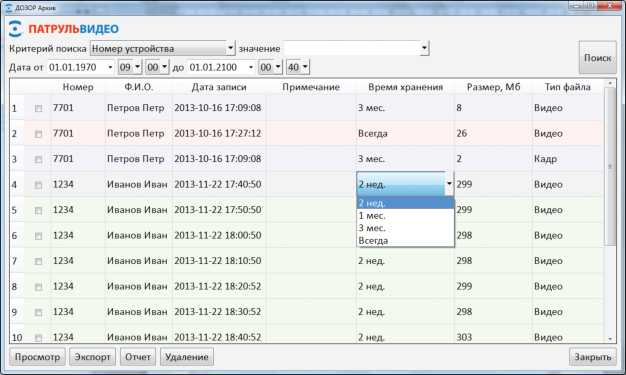 ДОЗОР Архив
ПАТРУЛЬВИДЕО
Критерий поиска Номер устройства значение
Поиск
Дата от 01.01.1970 09 00 до 01.01.2100 00 40
Номер Ф.И.О. Дата записи Примечание Время хранения Размер, Мб Тип файла
1 7701 Петров Петр 2013-10-16 17:09:08 3 мес. 8 Видео
2 7701 Петров Петр 2013-10-16 17:27:12 Всегда 26 Видео
3 7701 Петров Петр 2013-10-16 17:09:08 3 мес. 2 Кадр
4 1234 Иванов Иван 2013-11-22 17:40:50 2 нед. 299 Видео
2 нед.
1 мес.
3 мес.
Всегда
5 1234 Иванов Иван 2013-11-22 17:50:50 299 Видео
6 1234 Иванов Иван 2013-11-22 18:00:50 298 Видео
7 1234 Иванов Иван 2013-11-22 18:10:50 2 нед. 298 Видео
8 1234 Иванов Иван 2013-11-22 18:20:52 2 нед. 299 Видео
9 1234 Иванов Иван 2013-11-22 18:30:52 2 нед. 298 Видео
10 1234 Иванов Иван 2013-11-22 18:40:52 2 нед. 303 Видео
Просмотр Экспорт Отчет Удаление Закрыть